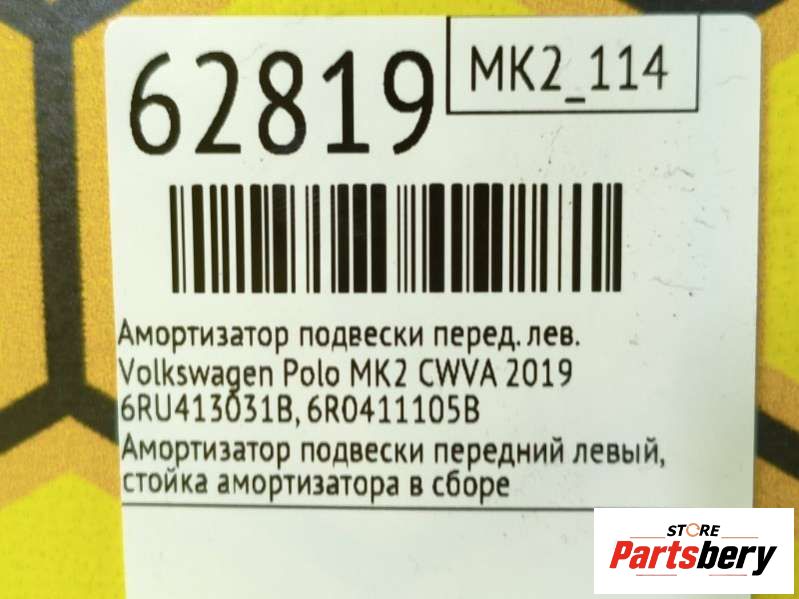 62819
MK2_114
Амортизатор подвески перед. лев.
Volkswagen Polo MK2 CWVA 2019
6RU413031B, 6R0411105B
Амортизатор подвески передний левый,
стойка амортизатора в сборе
STORE
Partsbery